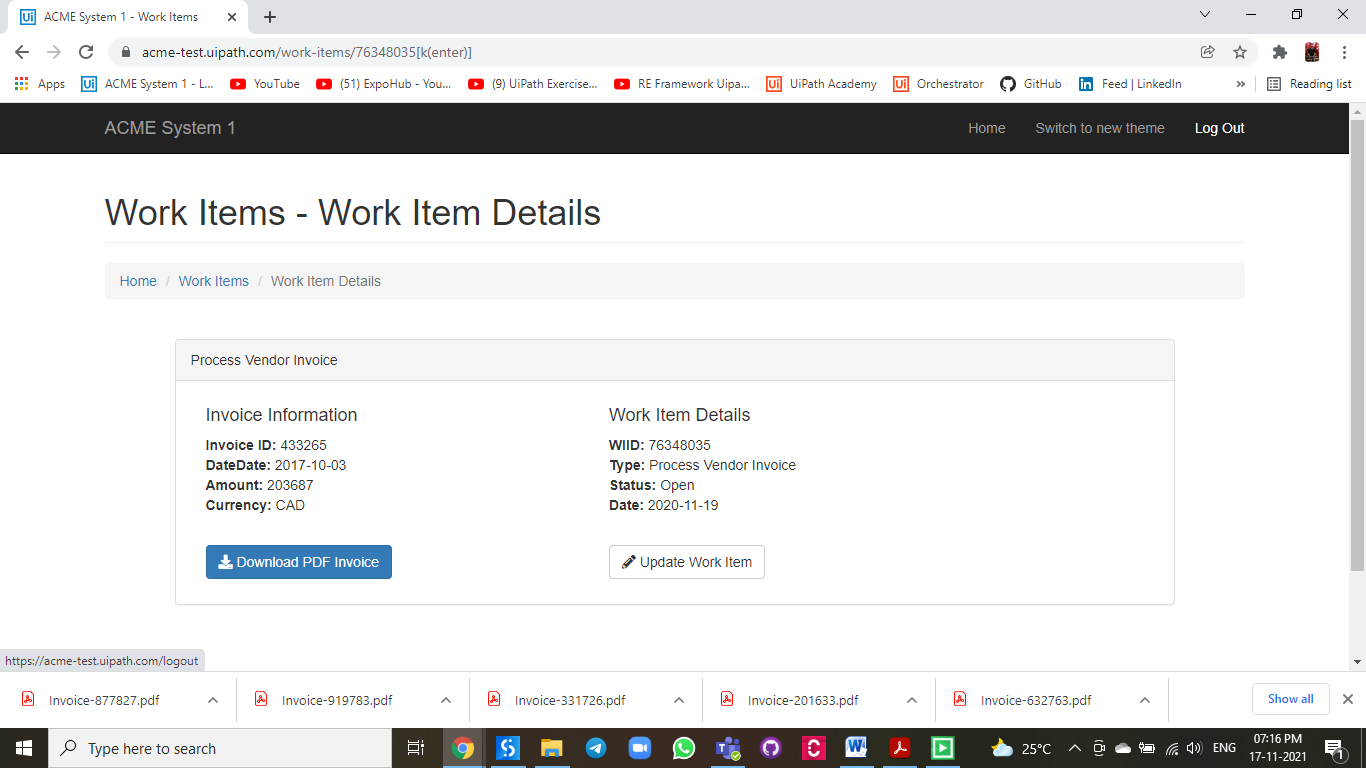 ACME System 1 - Work Items
acme-test.uipath.com/work-items/76348035[k(enter)]
Apps
Ui ACME System 1 - L...
YouTube
(51) ExpoHub - You...
(9) UiPath Exercise...
RE Framework Uipa...
Ui UiPath Academy
Ui Orchestrator
GitHub
in Feed | LinkedIn
»
Reading list
ACME System 1
Home
Switch to new theme
Log Out
Work Items - Work Item Details
Home / Work Items / Work Item Details
Process Vendor Invoice
Invoice Information
Invoice ID: 433265
DateDate: 2017-10-03
Amount: 203687
Currency: CAD
Download PDF Invoice
Work Item Details
WIID: 76348035
Type: Process Vendor Invoice
Status: Open
Date: 2020-11-19
Update Work Item
https://acme-test.uipath.com/logout
Invoice-877827.pdf
Invoice-919783.pdf
Invoice-331726.pdf
Invoice-201633.pdf
Invoice-632763.pdf
Show all
Type here to search
25°C
ENG
07:16 PM
17-11-2021
1